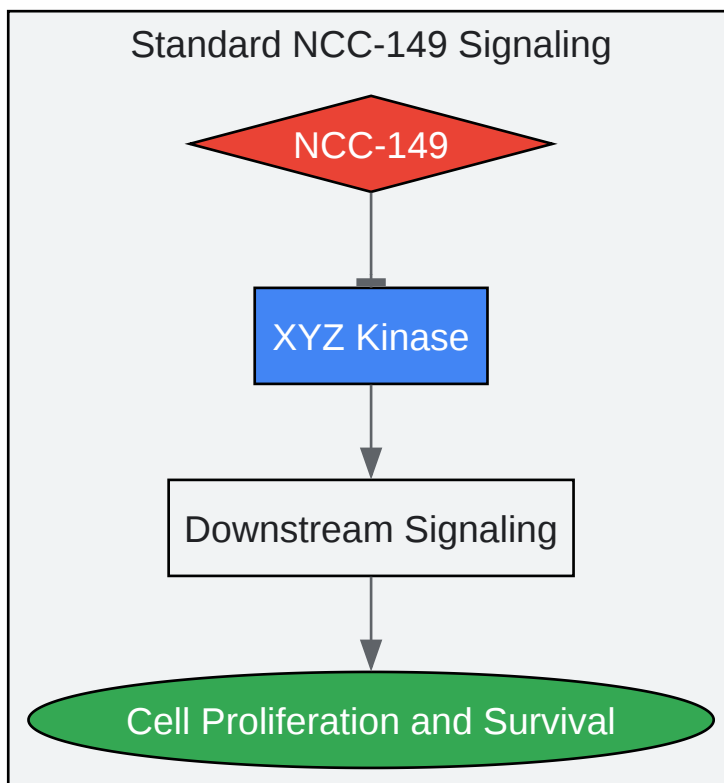 Standard NCC-149 Signaling
NCC-149
XYZ Kinase
Downstream Signaling
Cell Proliferation and Survival